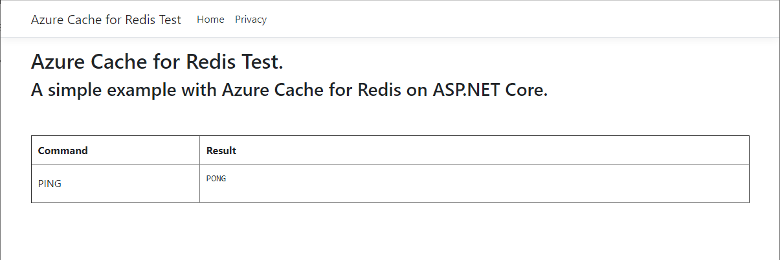 Azure Cache for Redis Test Home Privacy
Azure Cache for Redis Test.
A simple example with Azure Cache for Redis on ASP.NET Core.
Command Result
PING PONG